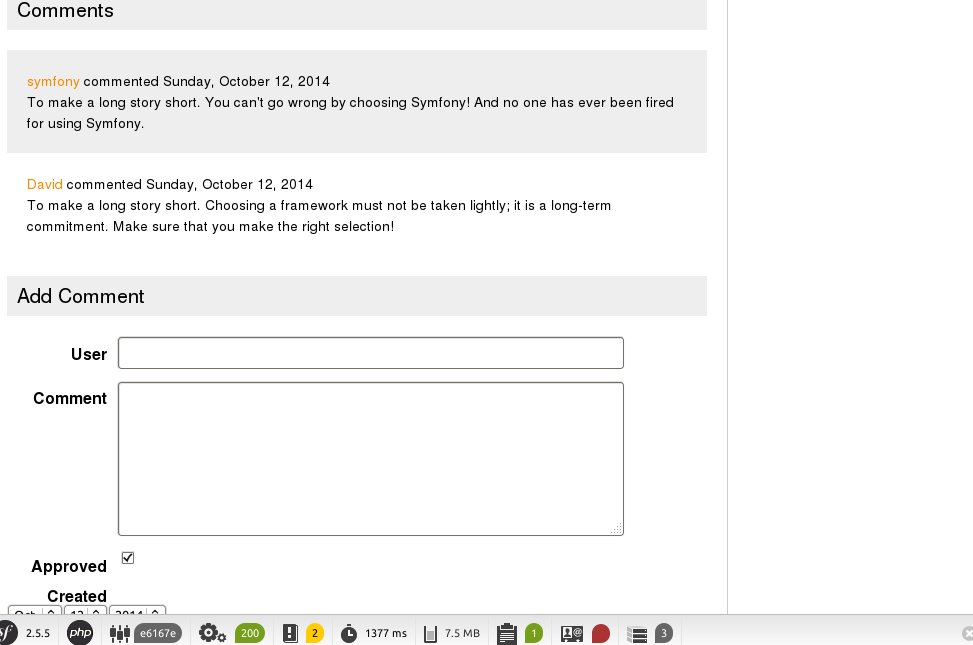 Comments
symfony commented Sunday, October 12, 2014
To make a long story short. You can't go wrong by choosing Symfony! And no one has ever been fired
for using Symfony.
David commented Sunday, October 12, 2014
To make a long story short. Choosing a framework must not be taken lightly; it is a long-term
commitment. Make sure that you make the right selection!
Add Comment
User
Comment
Approved
Created
Oct 12 2014
sf 2.5.5 php e6167e 200 2 1377 ms 7.5 MB 1 3